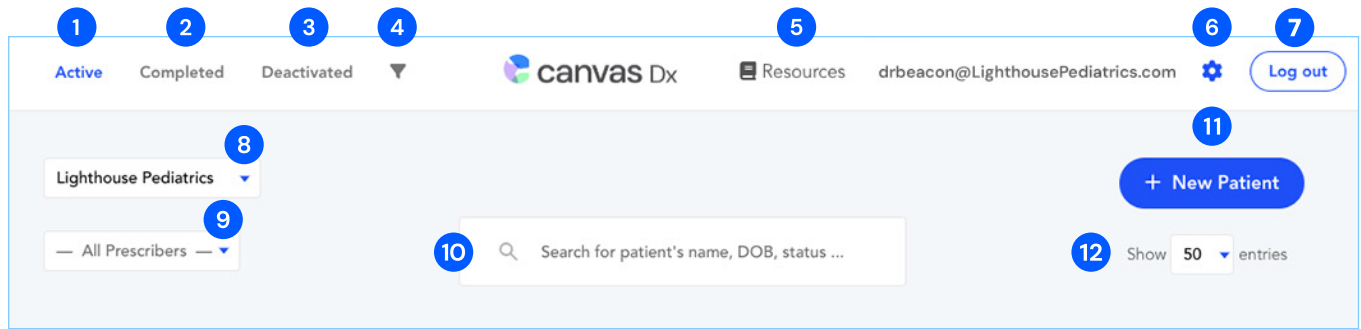 1 2 3 4 5 6 7
Active Completed Deactivated canvas Dx Resources drbeacon@LighthousePediatrics.com Log out
11
8
Lighthouse Pediatrics + New Patient
9
— All Prescribers — 10 Search for patient's name, DOB, status ... 12 Show 50 entries